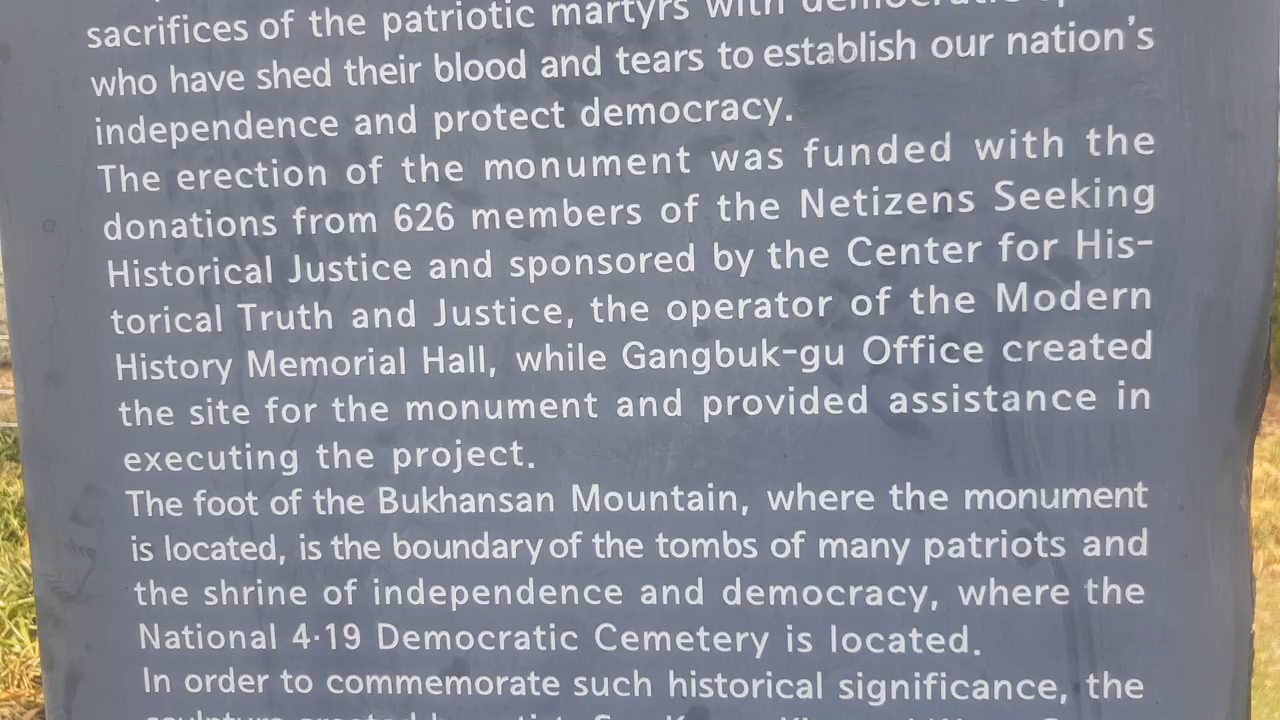 sacrifices of the patriotic martyrs with democratic
who have shed their blood and tears to establish our nation's
independence and protect democracy.
The erection of the monument was funded with the
donations from 626 members of the Netizens Seeking
Historical Justice and sponsored by the Center for His-
torical Truth and Justice, the operator of the Modern
History Memorial Hall, while Gangbuk-gu Office created
the site for the monument and provided assistance in
executing the project.
The foot of the Bukhansan Mountain, where the monument
is located, is the boundary of the tombs of many patriots and
the shrine of independence and democracy, where the
National 4·19 Democratic Cemetery is located.
In order to commemorate such historical significance, the